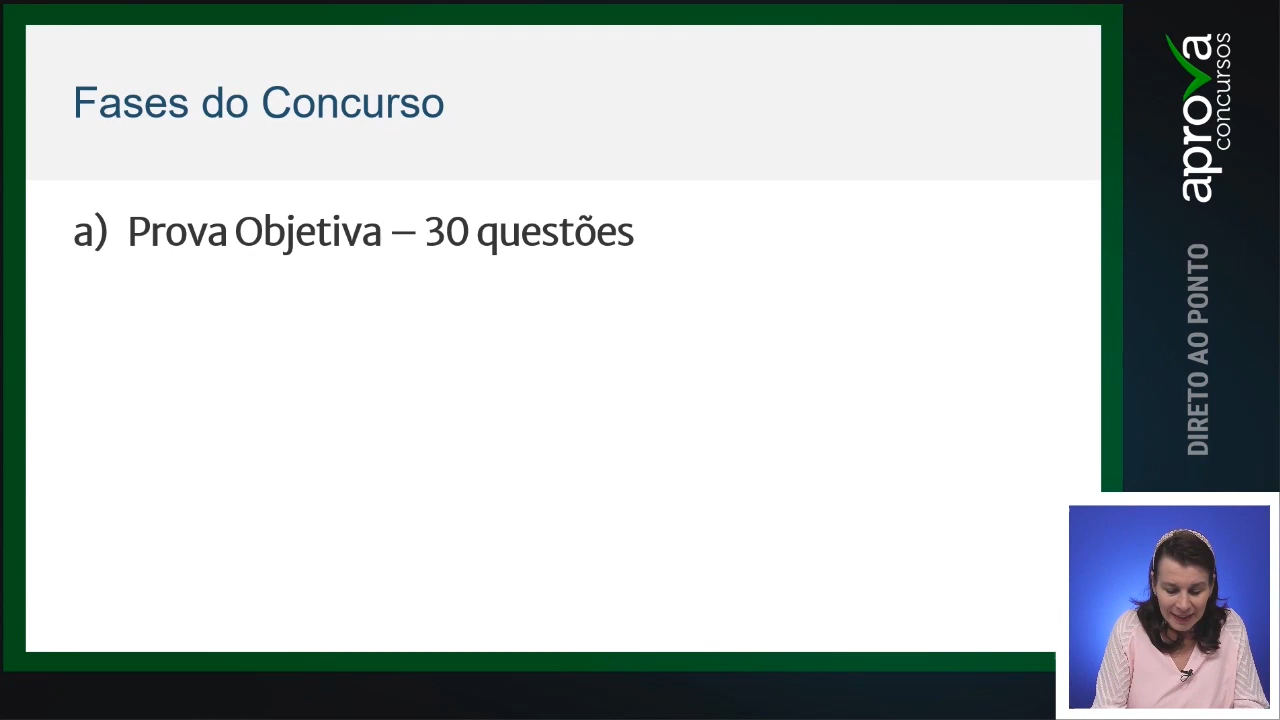 Fases do Concurso
a) Prova Objetiva – 30 questões
aprova
concursos
DIRETO AO PONTO